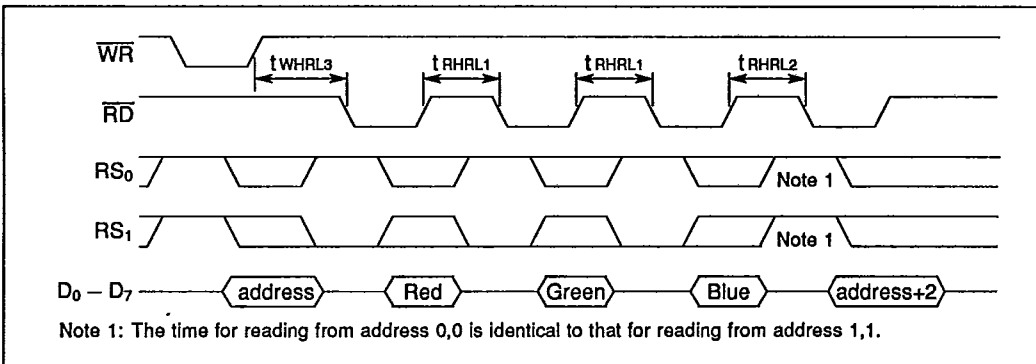 WR
tWHRL3 tRHRL1 tRHRL1 tRHRL2
RD
RS0 Note 1
RS1 Note 1
D0 – D7 address Red Green Blue address+2
Note 1: The time for reading from address 0,0 is identical to that for reading from address 1,1.